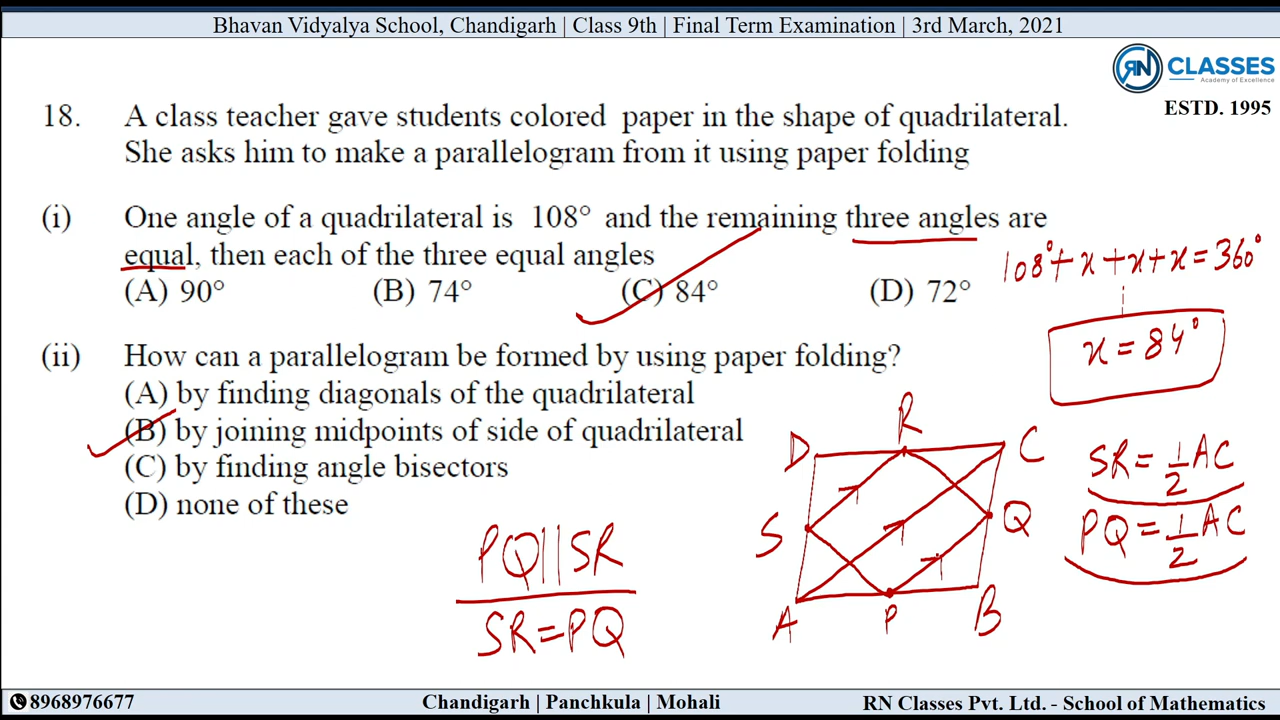 Bhavan Vidyalya School, Chandigarh | Class 9th | Final Term Examination | 3rd March, 2021
RN CLASSES
Academy of Excellence
ESTD. 1995
18. A class teacher gave students colored paper in the shape of quadrilateral.
She asks him to make a parallelogram from it using paper folding
(i) One angle of a quadrilateral is 108° and the remaining three angles are
equal, then each of the three equal angles
(A) 90° (B) 74° (C) 84° (D) 72°
108° + x + x + x = 360°
x = 84°
(ii) How can a parallelogram be formed by using paper folding?
(A) by finding diagonals of the quadrilateral
(B) by joining midpoints of side of quadrilateral
(C) by finding angle bisectors
(D) none of these
PQ || SR
SR = PQ
D R C
S Q
A P B
SR = 1/2 AC
PQ = 1/2 AC
8968976677
Chandigarh | Panchkula | Mohali
RN Classes Pvt. Ltd. - School of Mathematics